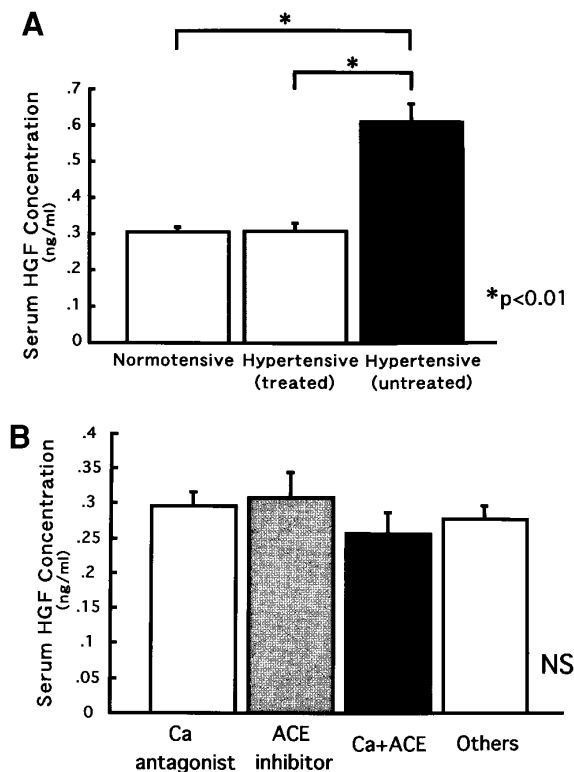 A
*
*
.7
.6
.5
.4
.3
.2
.1
0
Serum HGF Concentration
(ng/ml)
*p<0.01
Normotensive Hypertensive Hypertensive
(treated) (untreated)
B
.4
.35
.3
.25
.2
.15
.1
.05
0
Serum HGF Concentration
(ng/ml)
NS
Ca ACE Ca+ACE Others
antagonist inhibitor